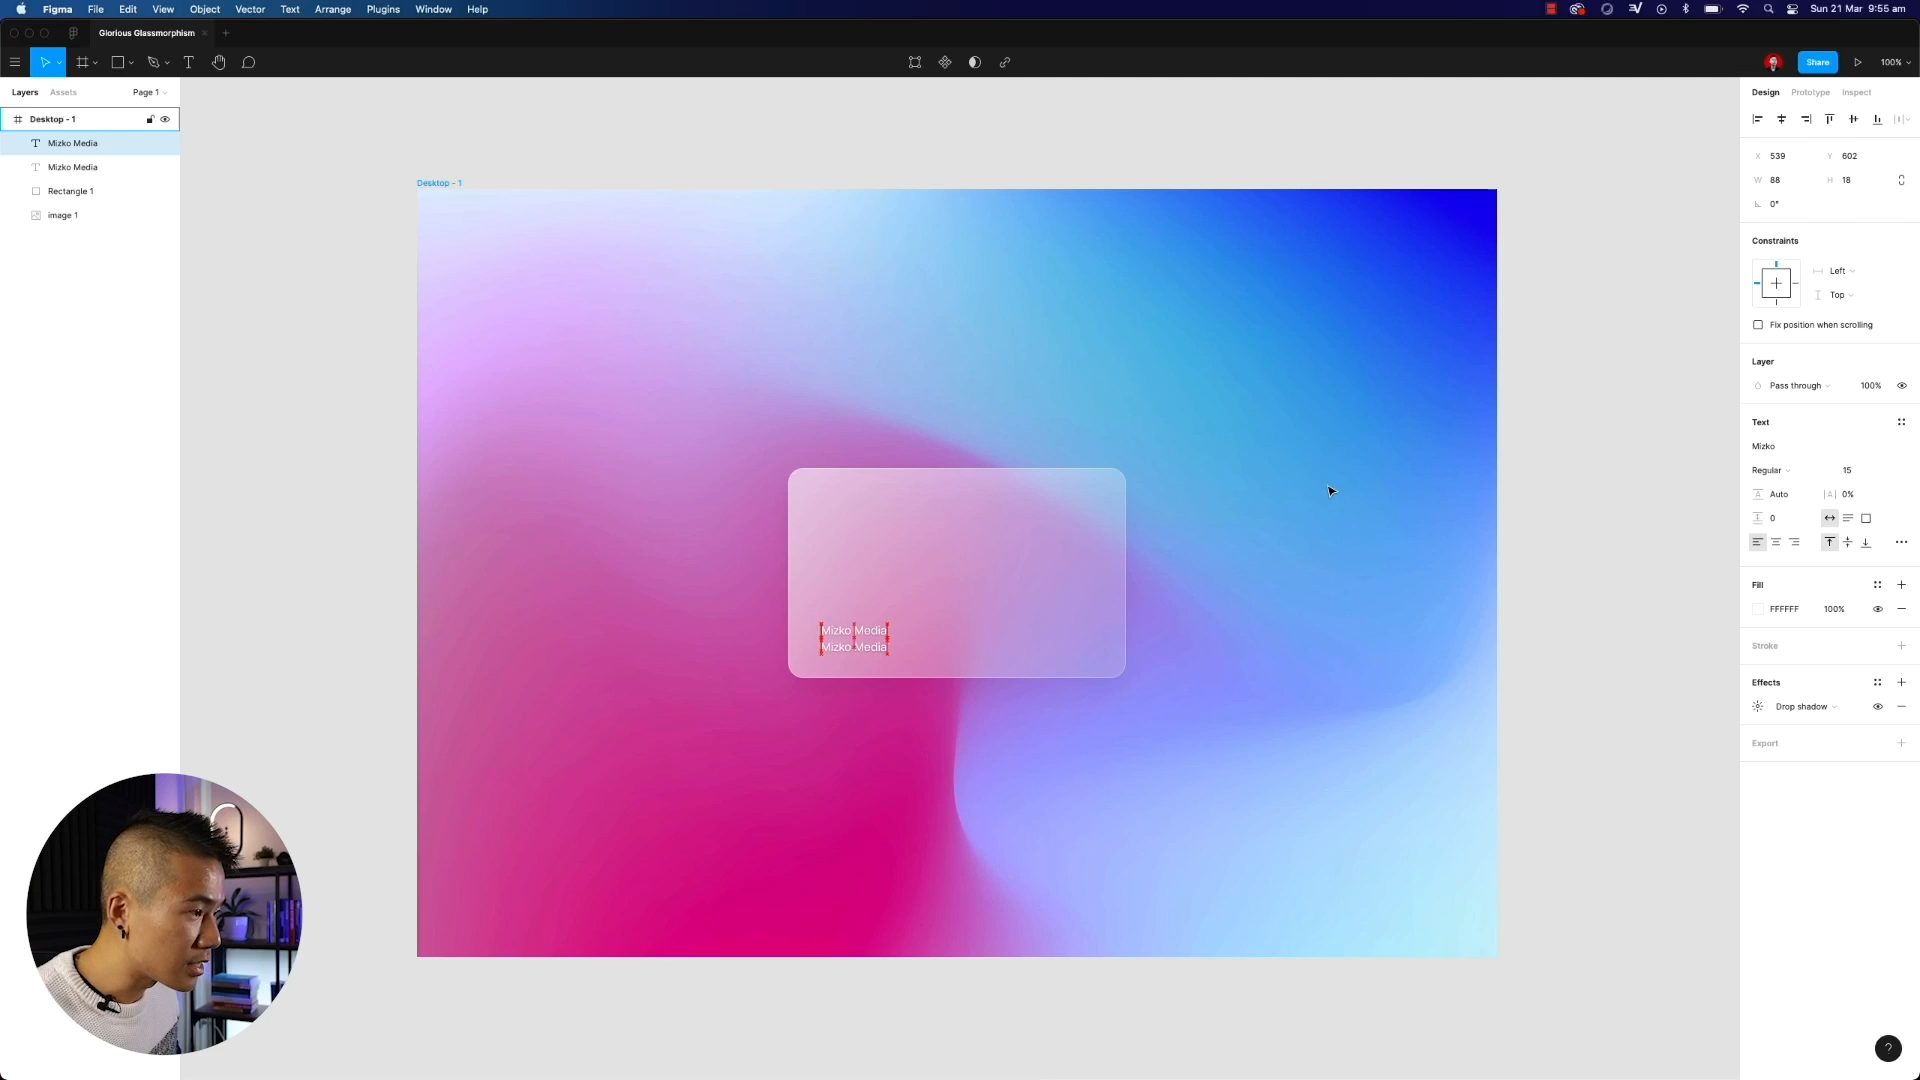 Figma File Edit View Object Vector Text Arrange Plugins Window Help Sun 21 Mar 9:55 am
Glorious Glassmorphism
Share 100%
Layers Assets Page 1
Desktop - 1
Mizko Media
Mizko Media
Rectangle 1
image 1
Desktop - 1
Mizko Media
Mizko Media
Design Prototype Inspect
X 539 Y 602
W 88 H 18
0°
Constraints
Left
Top
Fix position when scrolling
Layer
Pass through 100%
Text
Mizko
Regular 15
A Auto |A| 0%
0
Fill
FFFFFF 100%
Stroke
Effects
Drop shadow
Export
?